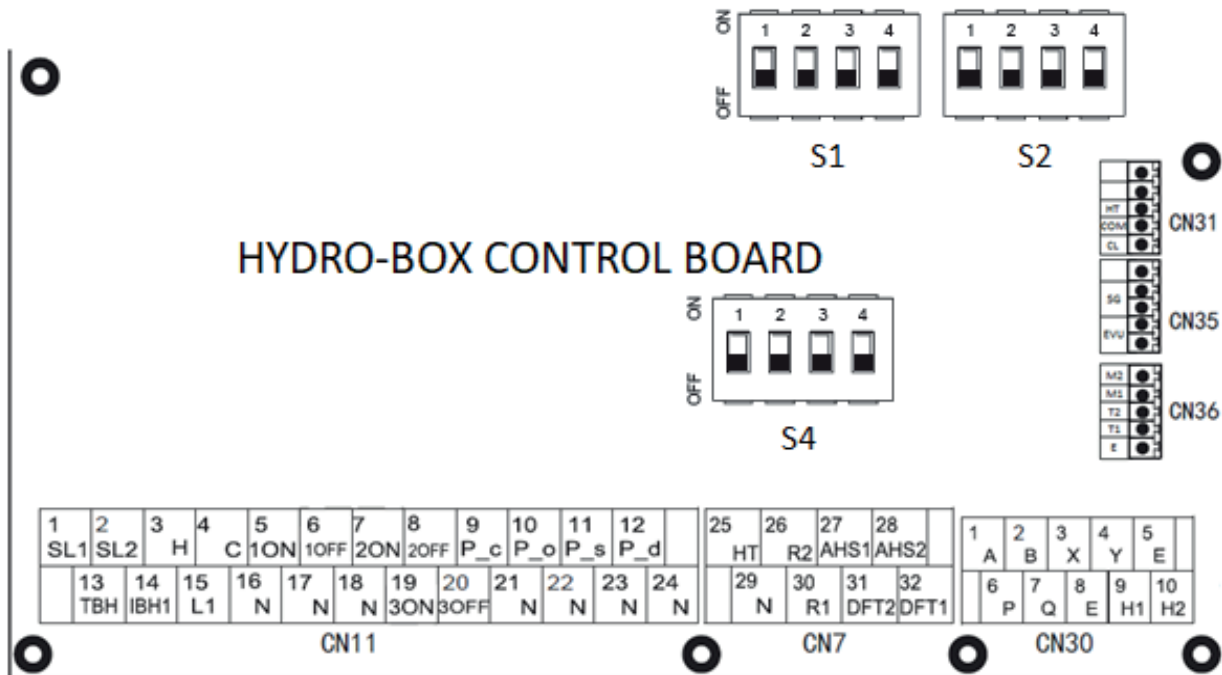 ON
OFF
1 2 3 4
S1
1 2 3 4
S2
HYDRO-BOX CONTROL BOARD
HT
COM
CL
CN31
SG
EVU
CN35
M2
M1
T2
T1
E
CN36
ON
OFF
1 2 3 4
S4
1 SL1 2 SL2 3 H 4 C 5 1ON 6 1OFF 7 2ON 8 2OFF 9 P_c 10 P_o 11 P_s 12 P_d
13 TBH 14 IBH1 15 L1 16 N 17 N 18 N 19 3ON 20 3OFF 21 N 22 N 23 N 24 N
CN11
25 HT 26 R2 27 AHS1 28 AHS2
29 N 30 R1 31 DFT2 32 DFT1
CN7
1 A 2 B 3 X 4 Y 5 E
6 P 7 Q 8 E 9 H1 10 H2
CN30